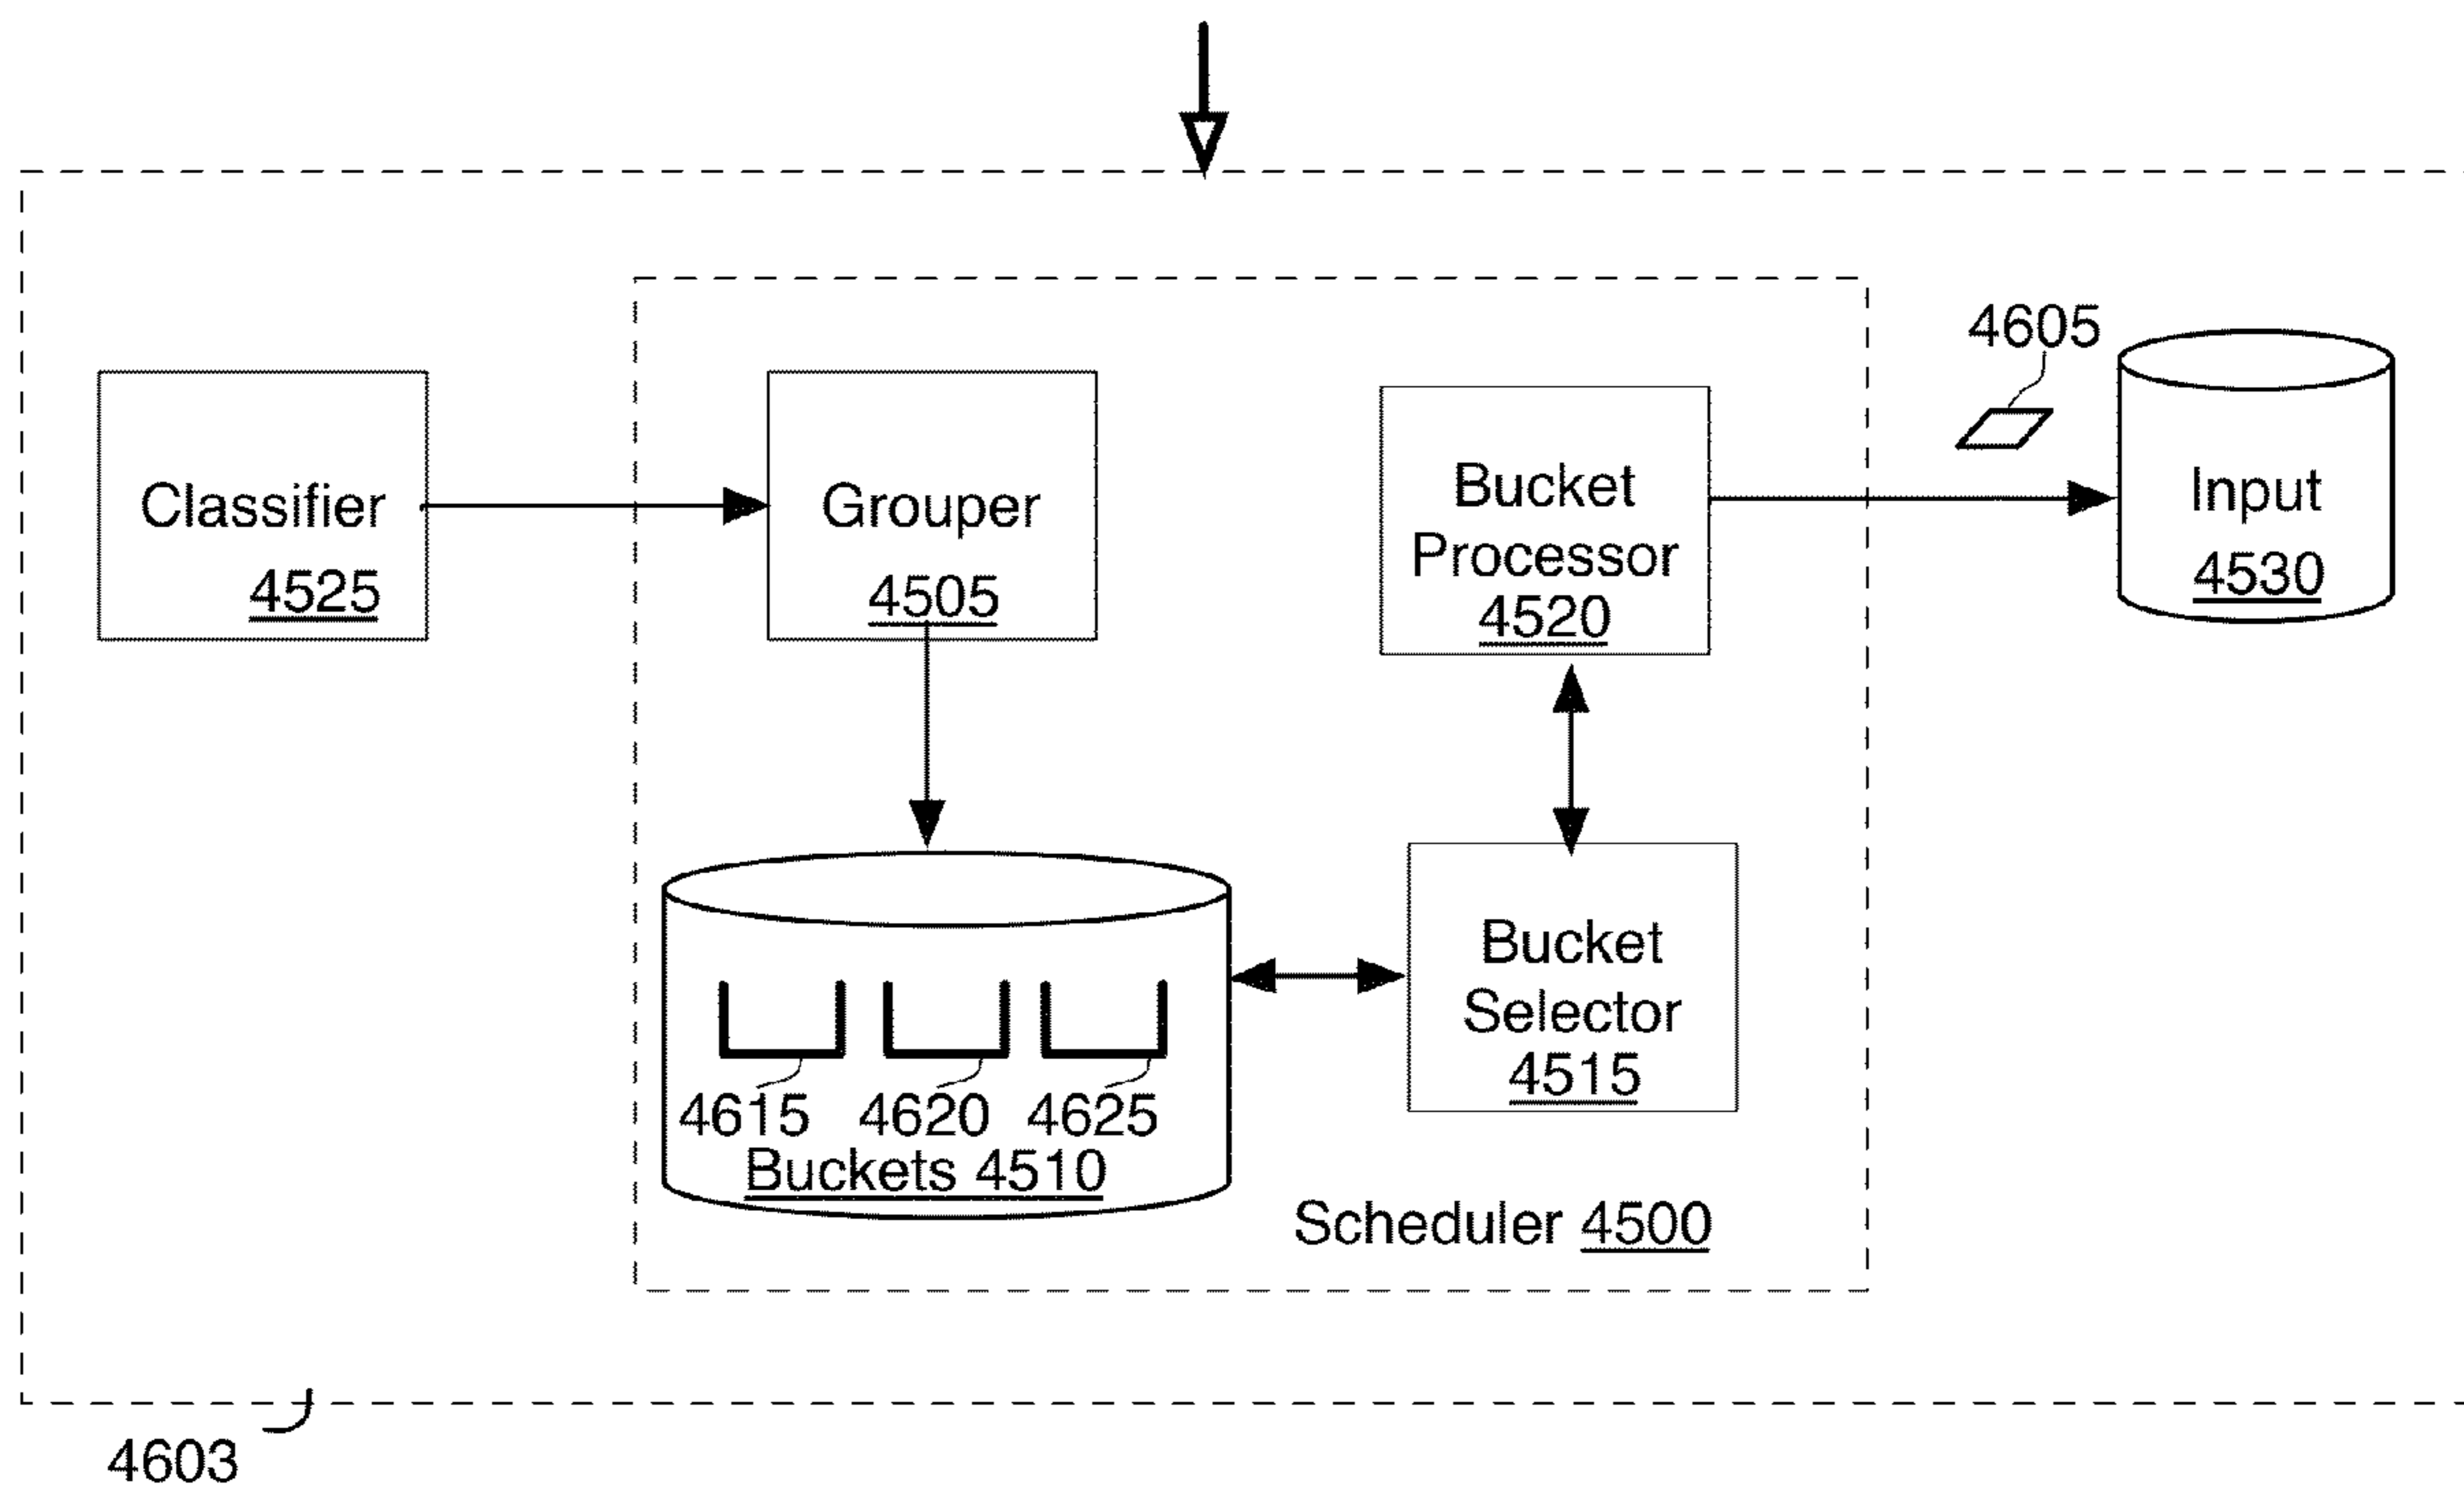 4605
Classifier
4525
Grouper
4505
Bucket
Processor
4520
Input
4530
Bucket
Selector
4515
4615 4620 4625
Buckets 4510
Scheduler 4500
4603